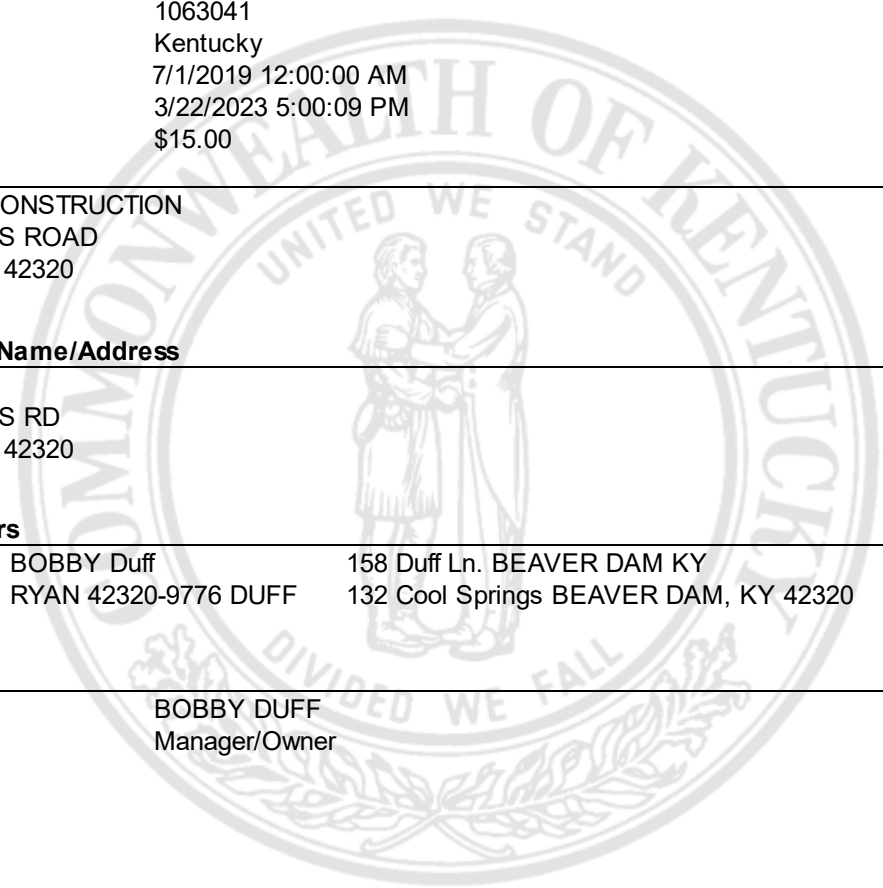 1063041
Kentucky
7/1/2019 12:00:00 AM
3/22/2023 5:00:09 PM
$15.00
ONSTRUCTION
S ROAD
42320
Name/Address
S RD
42320
rs
BOBBY Duff 158 Duff Ln. BEAVER DAM KY
RYAN 42320-9776 DUFF 132 Cool Springs BEAVER DAM, KY 42320
BOBBY DUFF
Manager/Owner
COMMONWEALTH OF KENTUCKY
UNITED WE STAND
DIVIDED WE FALL